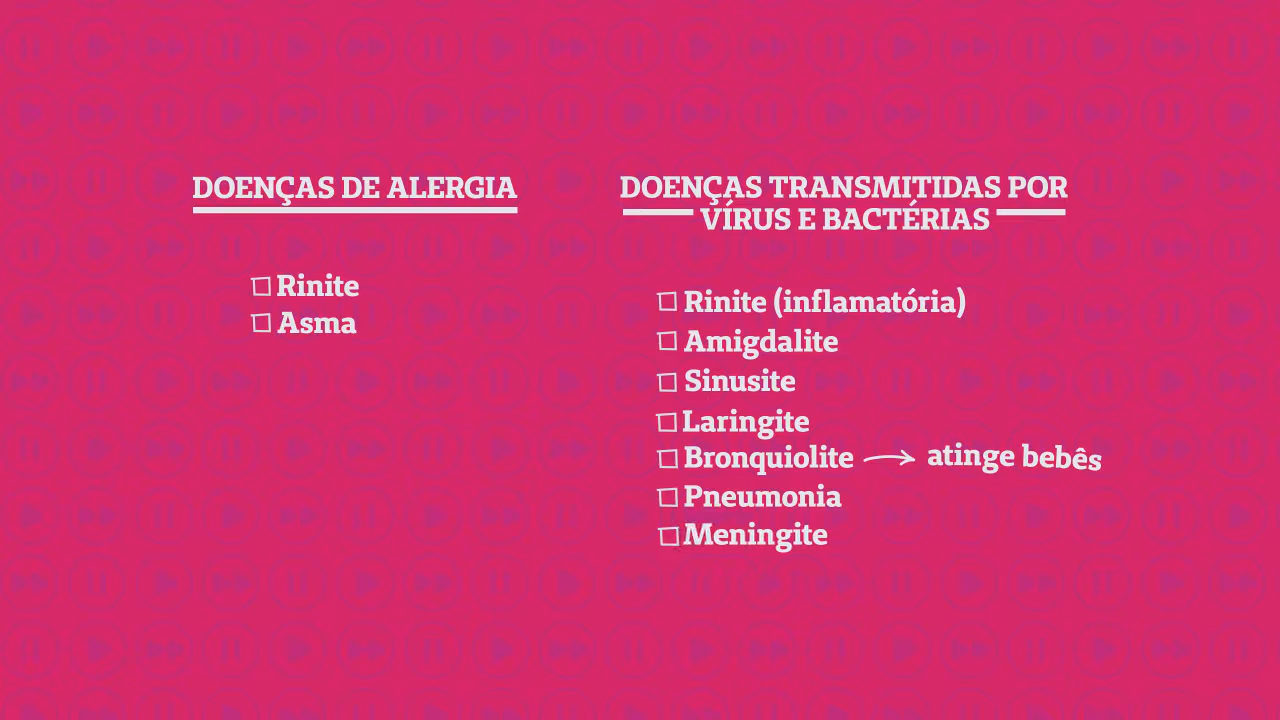 DOENÇAS DE ALERGIA
Rinite
Asma
DOENÇAS TRANSMITIDAS POR
VÍRUS E BACTÉRIAS
Rinite (inflamatória)
Amigdalite
Sinusite
Laringite
Bronquiolite → atinge bebês
Pneumonia
Meningite